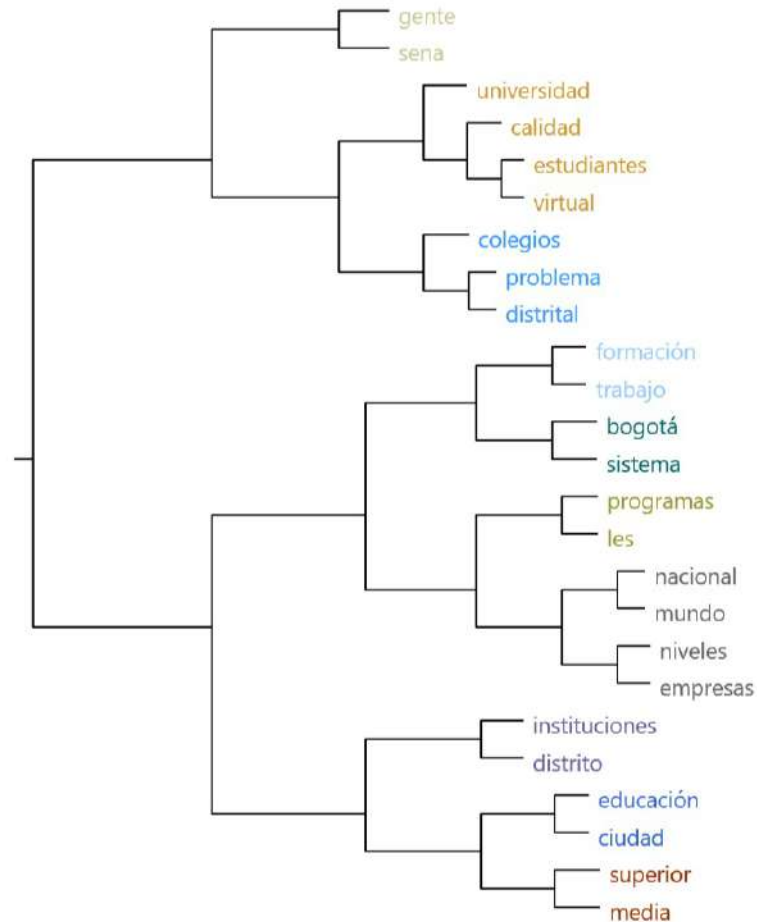 gente
sena
universidad
calidad
estudiantes
virtual
colegios
problema
distrital
formación
trabajo
bogotá
sistema
programas
les
nacional
mundo
niveles
empresas
instituciones
distrito
educación
ciudad
superior
media